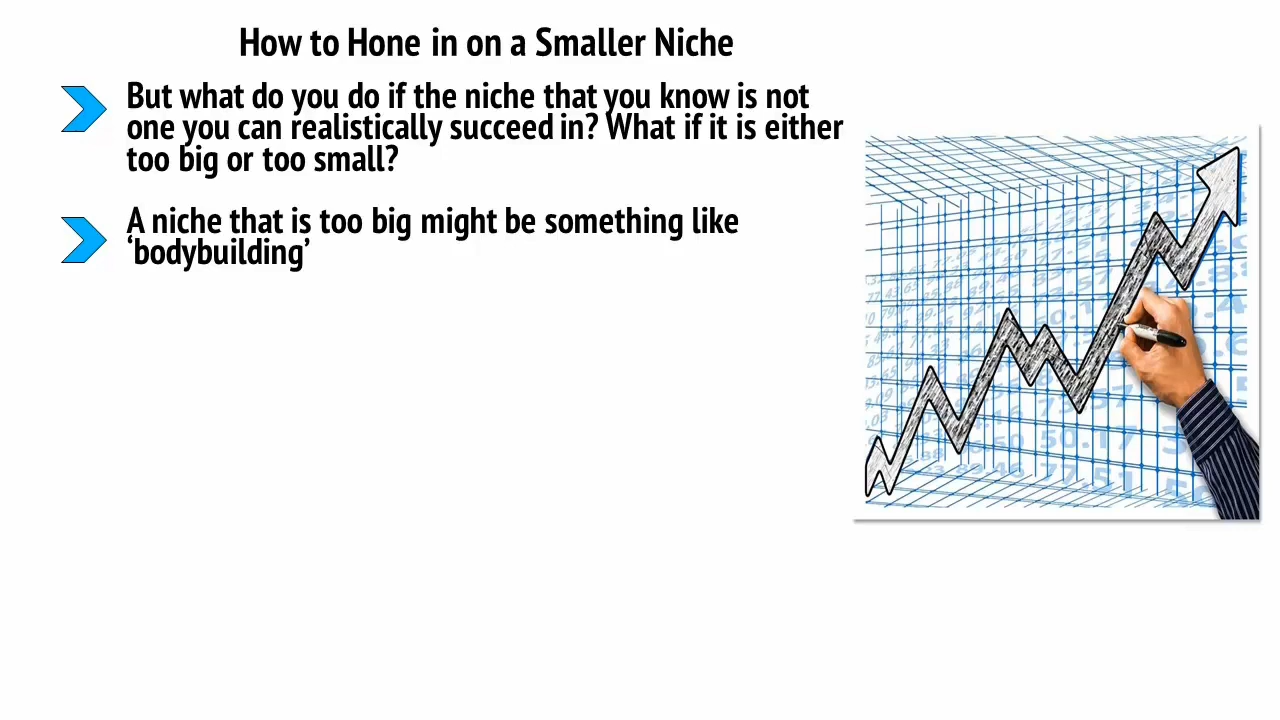 How to Hone in on a Smaller Niche
But what do you do if the niche that you know is not
one you can realistically succeed in? What if it is either
too big or too small?
A niche that is too big might be something like
‘bodybuilding’